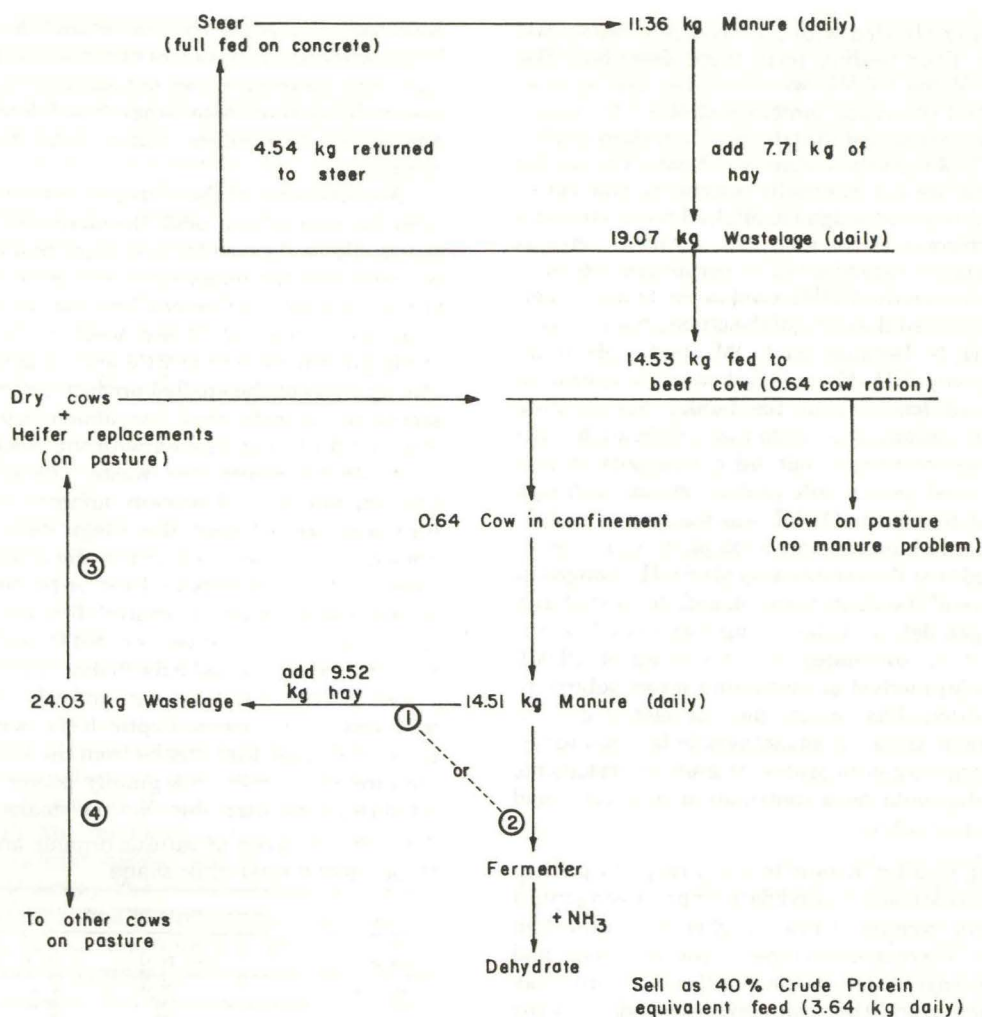 Steer
(full fed on concrete)
11.36 kg Manure (daily)
4.54 kg returned
to steer
add 7.71 kg of
hay
19.07 kg Wastelage (daily)
14.53 kg fed to
beef cow (0.64 cow ration)
Dry cows
+
Heifer replacements
(on pasture)
0.64 Cow in confinement
Cow on pasture
(no manure problem)
3
add 9.52
kg hay
24.03 kg Wastelage
14.51 kg Manure (daily)
1
or
2
4
Fermenter
+ NH3
To other cows
on pasture
Dehydrate
Sell as 40% Crude Protein
equivalent feed (3.64 kg daily)